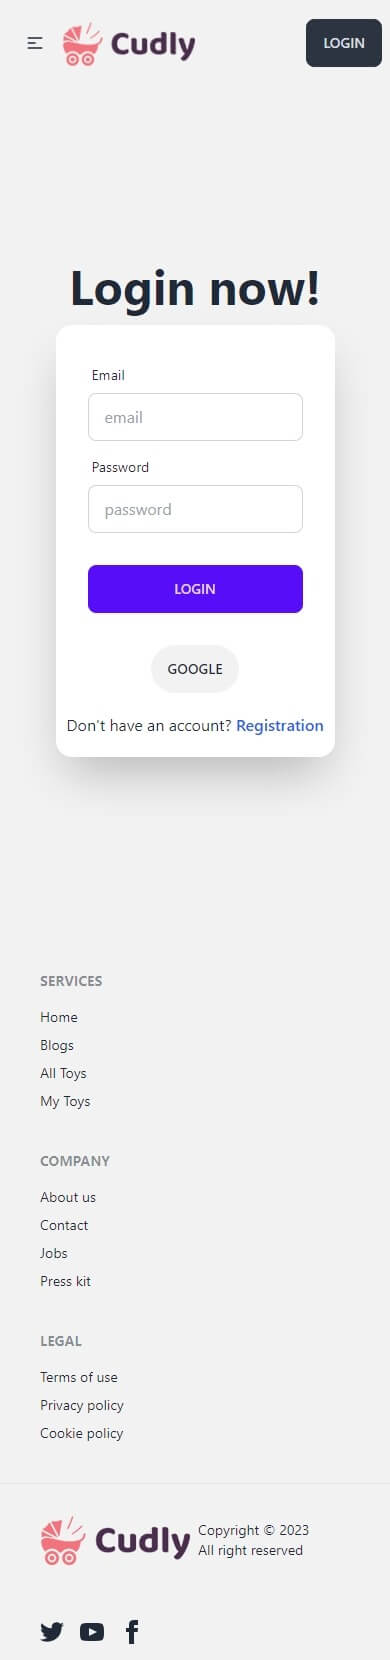 Cudly
LOGIN
Login now!
Email
email
Password
password
LOGIN
GOOGLE
Don't have an account? Registration
SERVICES
Home
Blogs
All Toys
My Toys
COMPANY
About us
Contact
Jobs
Press kit
LEGAL
Terms of use
Privacy policy
Cookie policy
Cudly
Copyright © 2023
All right reserved